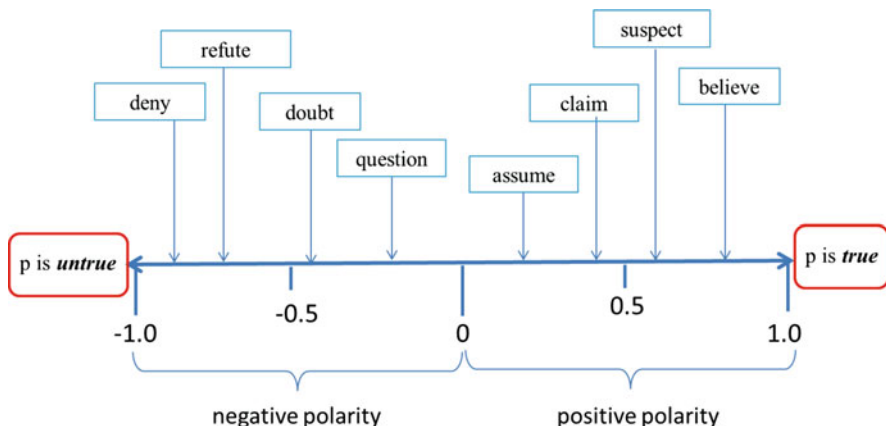 suspect
refute
believe
deny
claim
doubt
question
assume
p is untrue
p is true
-0.5
0.5
-1.0
0
1.0
negative polarity
positive polarity